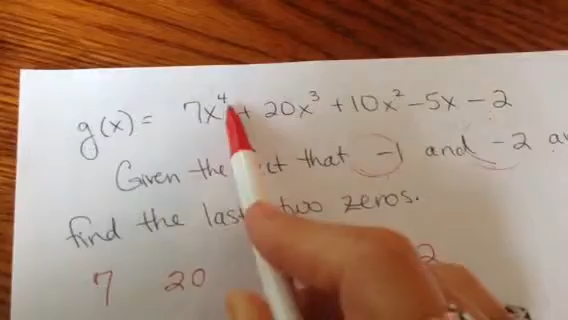 g(x) = 7x⁴ + 20x³ + 10x² - 5x - 2
Given the that -1 and -2
find the last two zeros.
7 20 2